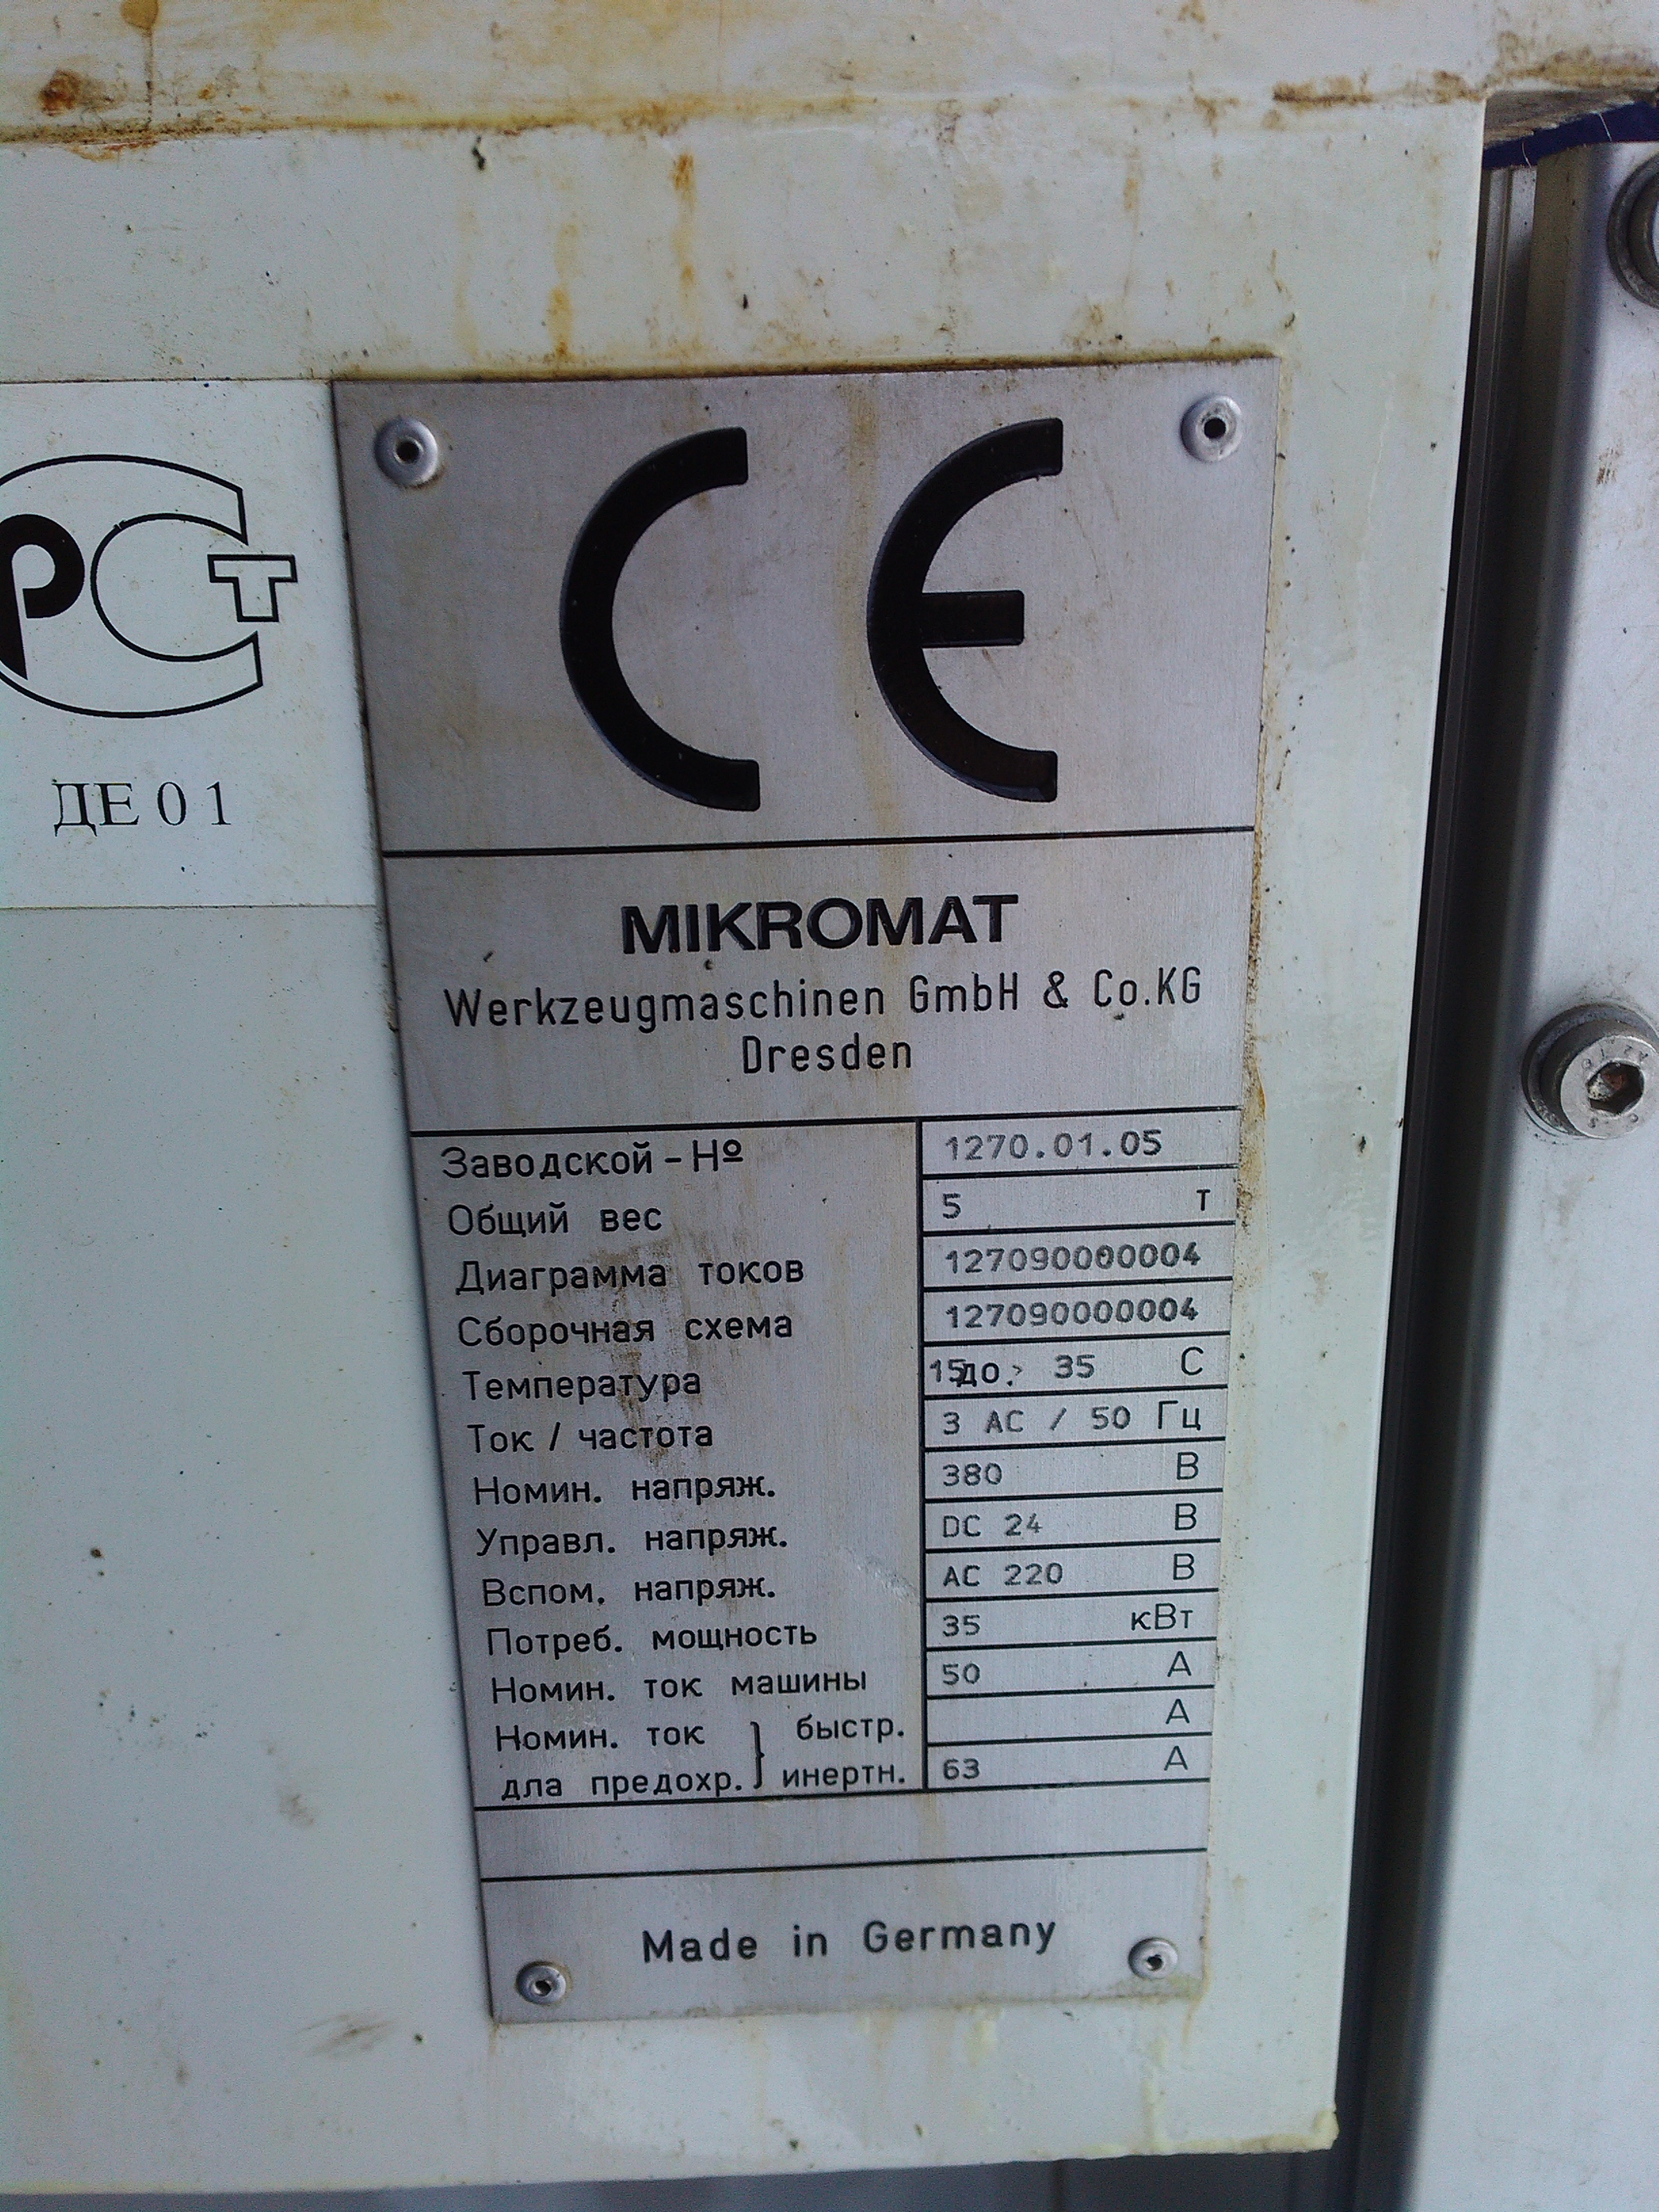 РСТ
ДЕ 01
CE
MIKROMAT
Werkzeugmaschinen GmbH & Co.KG
Dresden
Заводской-Nº 1270.01.05
Общий вес 5 т
Диаграмма токов 127090000004
Сборочная схема 127090000004
Температура 15 до. 35 С
Ток / частота 3 AC / 50 Гц
Номин. напряж. 380 В
Управл. напряж. DC 24 В
Вспом. напряж. AC 220 В
Потреб. мощность 35 кВт
Номин. ток машины 50 А
Номин. ток } быстр. А
дла предохр. инертн. 63 А
Made in Germany